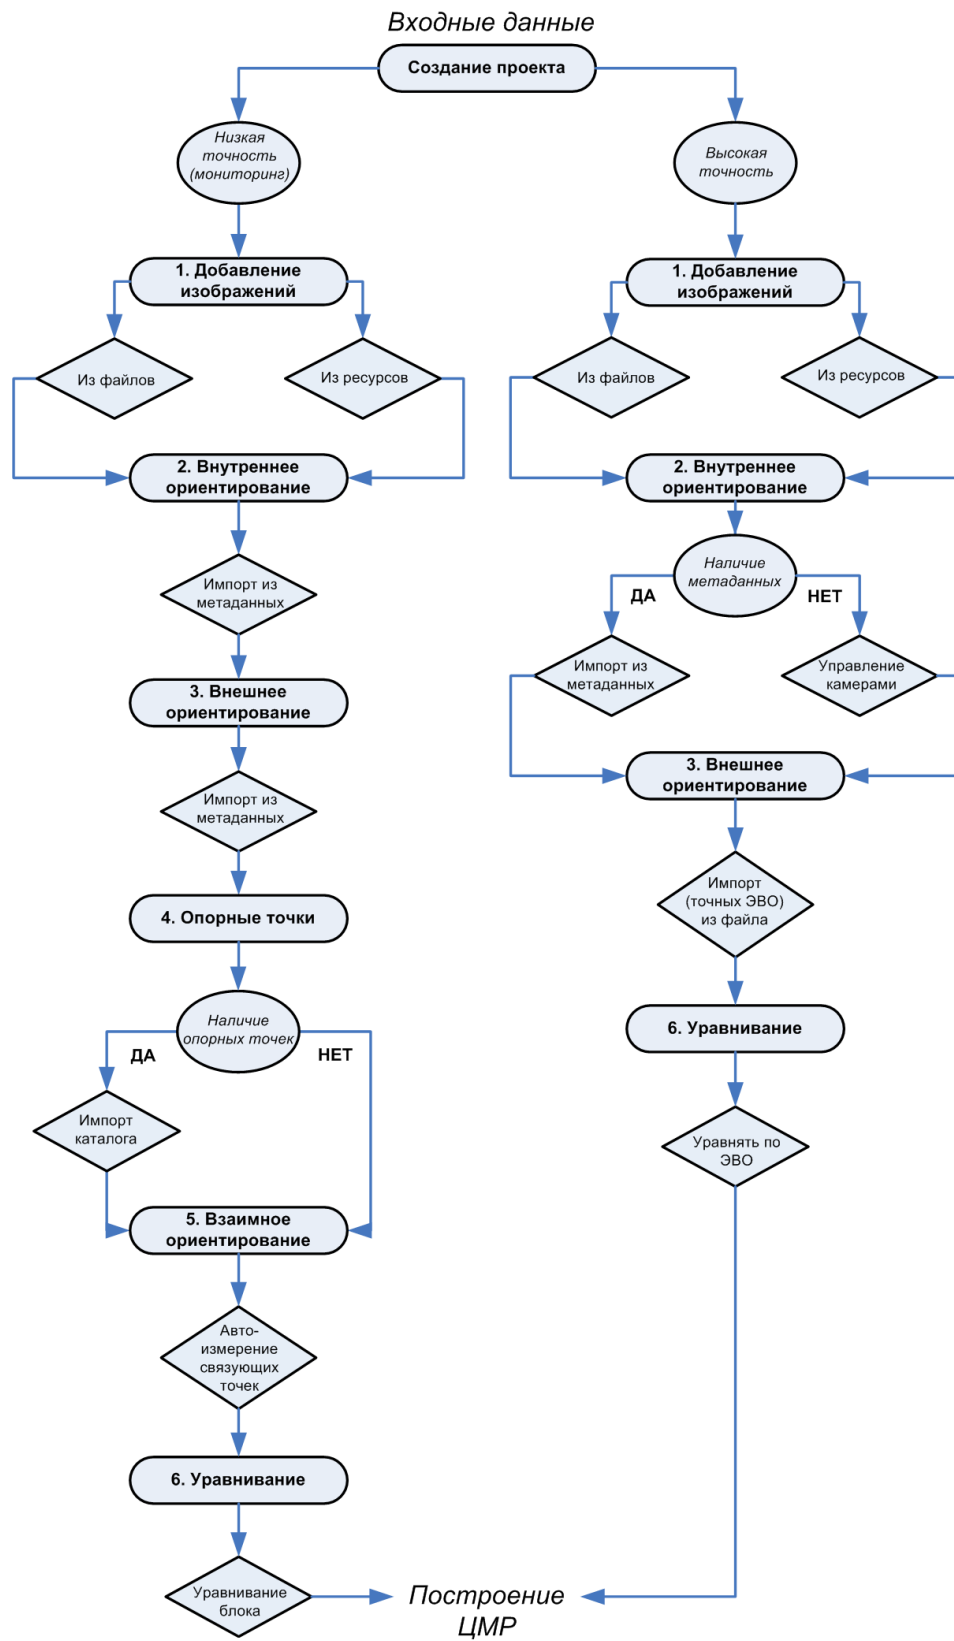 Входные данные
Создание проекта
Низкая
точность
(мониторинг)
1. Добавление
изображений
Из файлов
Из ресурсов
2. Внутреннее
ориентирование
Импорт из
метаданных
3. Внешнее
ориентирование
Импорт из
метаданных
4. Опорные точки
Наличие
опорных точек
ДА
НЕТ
Импорт
каталога
5. Взаимное
ориентирование
Авто-
измерение
связующих
точек
6. Уравнивание
Уравнивание
блока
Высокая
точность
1. Добавление
изображений
Из файлов
Из ресурсов
2. Внутреннее
ориентирование
Наличие
метаданных
ДА
НЕТ
Импорт из
метаданных
Управление
камерами
3. Внешнее
ориентирование
Импорт
(точных ЭВО)
из файла
6. Уравнивание
Уравнять по
ЭВО
Построение
ЦМР